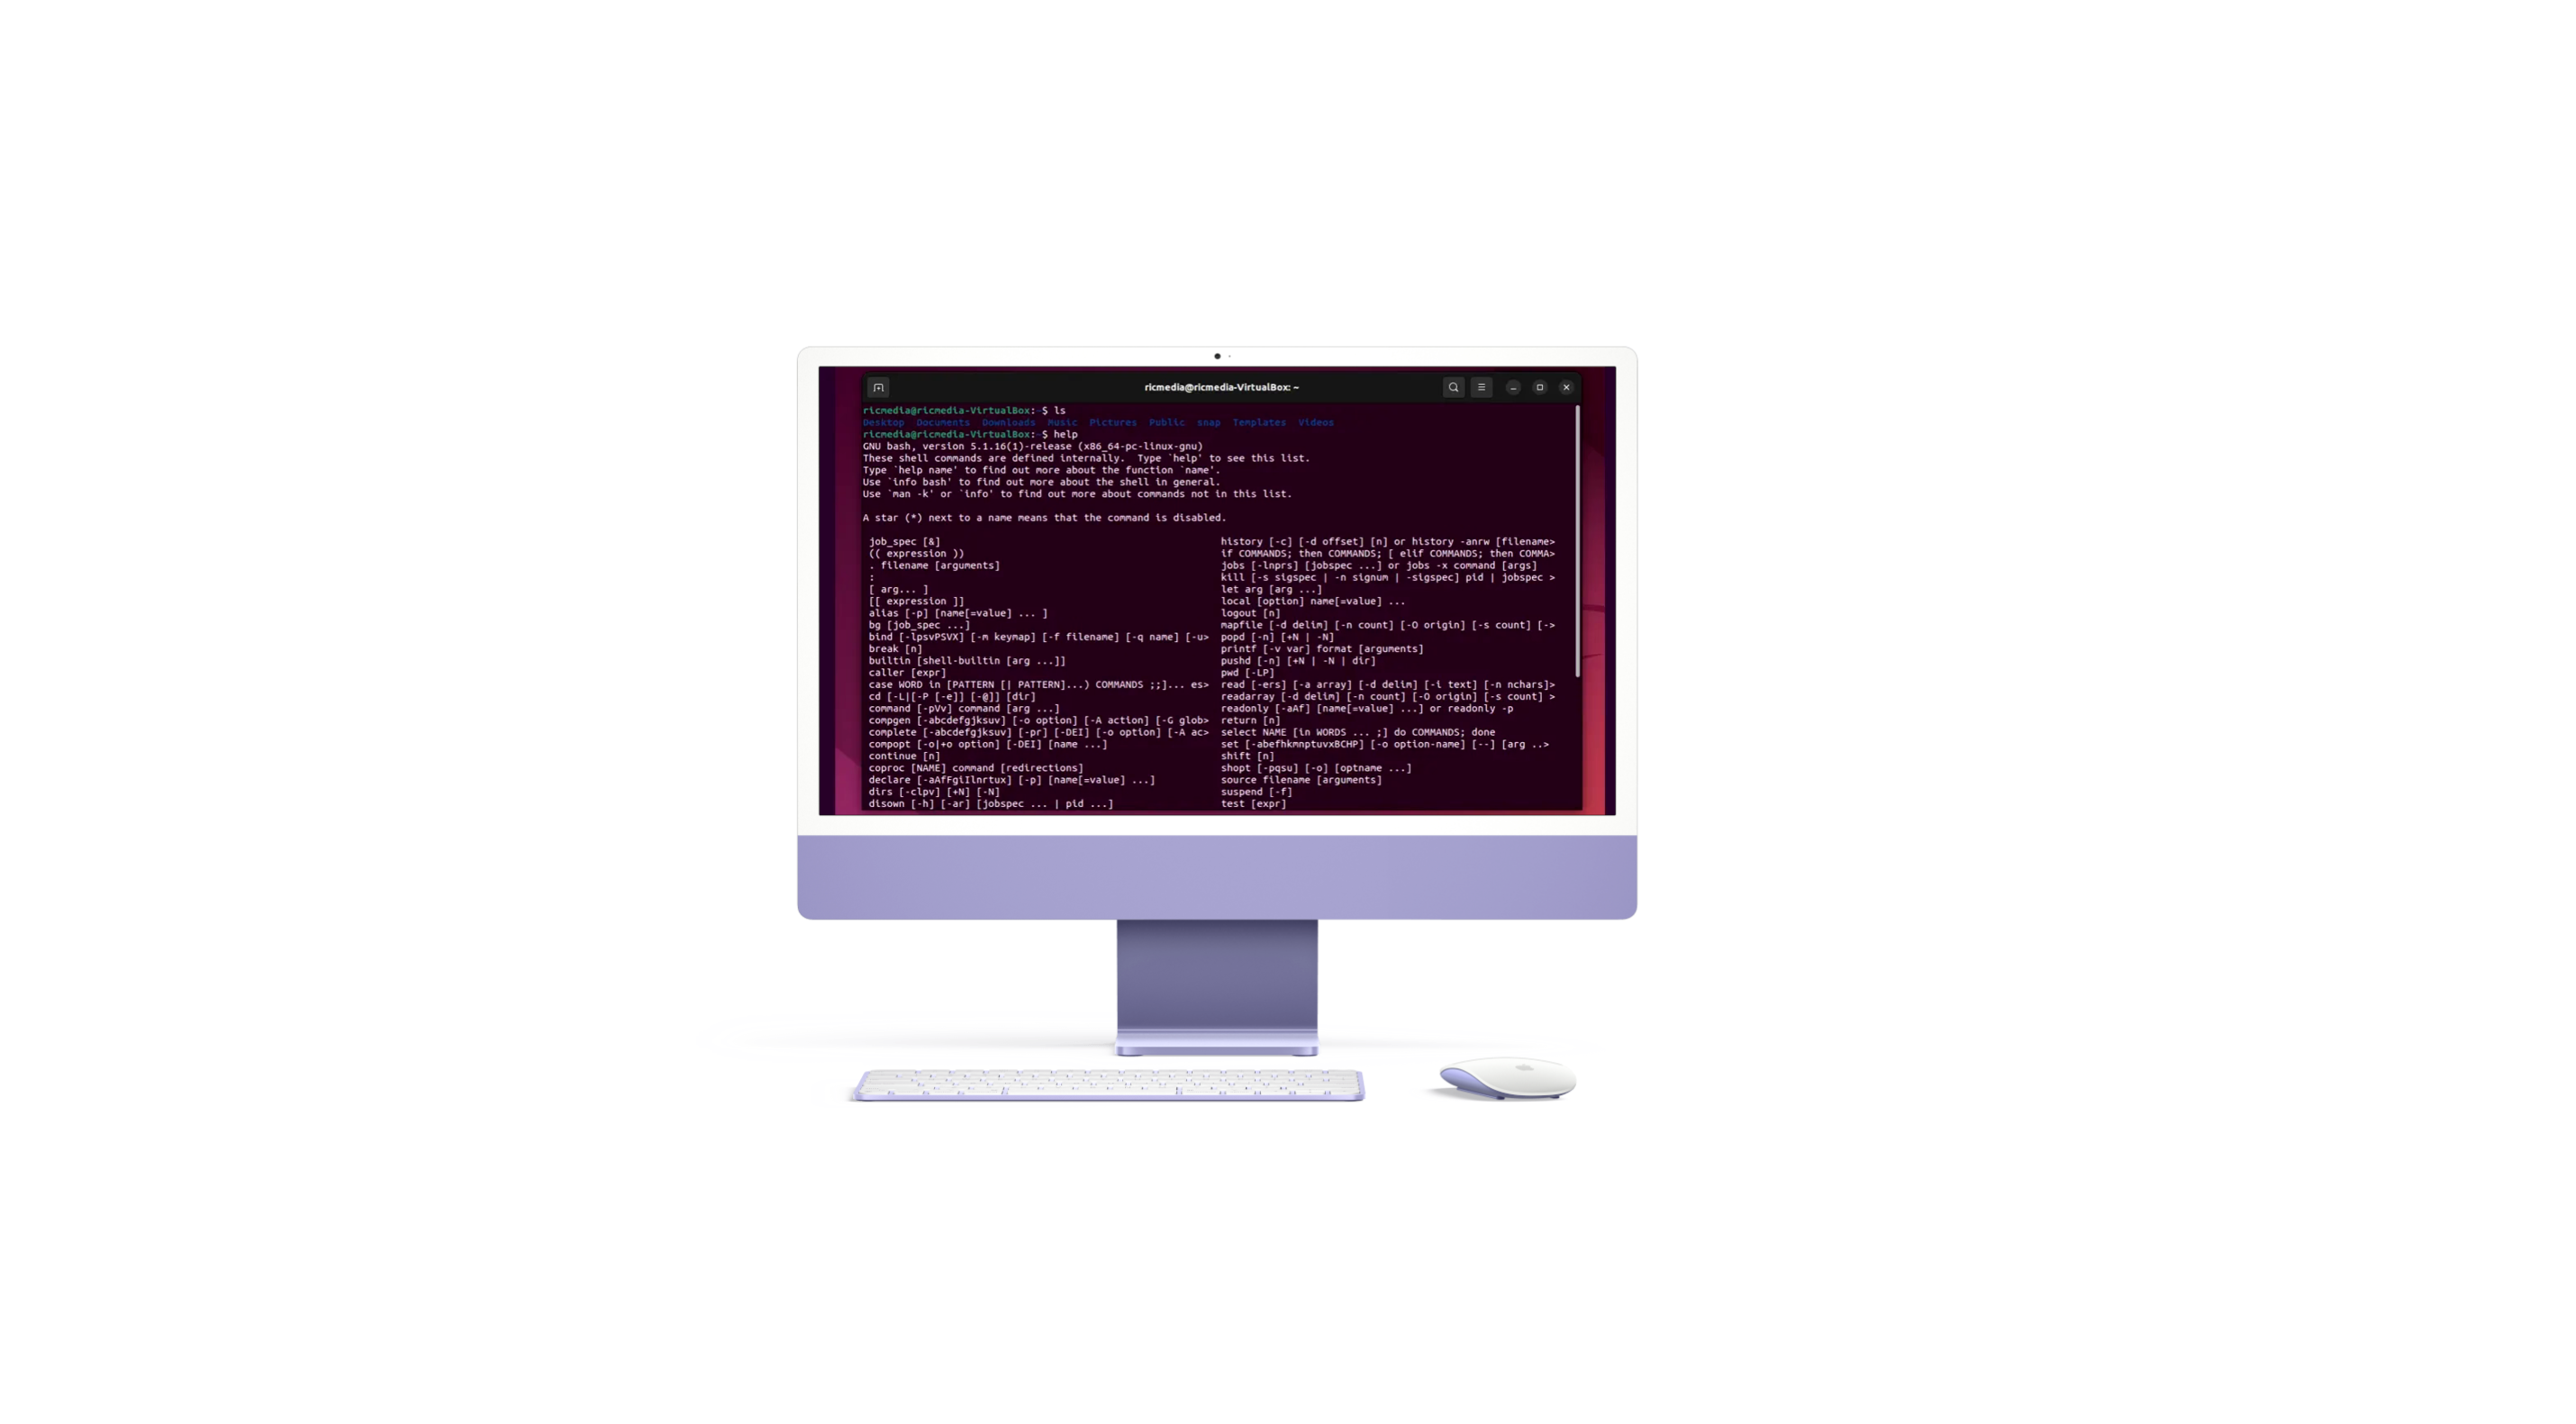 ricmedia@ricmedia-VirtualBox: ~
ricmedia@ricmedia-VirtualBox:~$ ls
Desktop Documents Downloads Music Pictures Public snap Templates Videos
ricmedia@ricmedia-VirtualBox:~$ help
GNU bash, version 5.1.16(1)-release (x86_64-pc-linux-gnu)
These shell commands are defined internally.  Type `help' to see this list.
Type `help name' to find out more about the function `name'.
Use `info bash' to find out more about the shell in general.
Use `man -k' or `info' to find out more about commands not in this list.
A star (*) next to a name means that the command is disabled.
job_spec [&]
(( expression ))
. filename [arguments]
:
[ arg... ]
[[ expression ]]
alias [-p] [name[=value] ... ]
bg [job_spec ...]
bind [-lpsvPSVX] [-m keymap] [-f filename] [-q name] [-u>
break [n]
builtin [shell-builtin [arg ...]]
caller [expr]
case WORD in [PATTERN [| PATTERN]...) COMMANDS ;;]... es>
cd [-L|[-P [-e]] [-@]] [dir]
command [-pVv] command [arg ...]
compgen [-abcdefgjksuv] [-o option] [-A action] [-G glob>
complete [-abcdefgjksuv] [-pr] [-DEI] [-o option] [-A ac>
compopt [-o|+o option] [-DEI] [name ...]
continue [n]
coproc [NAME] command [redirections]
declare [-aAfFgiIlnrtux] [-p] [name[=value] ...]
dirs [-clpv] [+N] [-N]
disown [-h] [-ar] [jobspec ... | pid ...]
history [-c] [-d offset] [n] or history -anrw [filename>
if COMMANDS; then COMMANDS; [ elif COMMANDS; then COMMA>
jobs [-lnprs] [jobspec ...] or jobs -x command [args]
kill [-s sigspec | -n signum | -sigspec] pid | jobspec >
let arg [arg ...]
local [option] name[=value] ...
logout [n]
mapfile [-d delim] [-n count] [-O origin] [-s count] [->
popd [-n] [+N | -N]
printf [-v var] format [arguments]
pushd [-n] [+N | -N | dir]
pwd [-LP]
read [-ers] [-a array] [-d delim] [-i text] [-n nchars]>
readarray [-d delim] [-n count] [-O origin] [-s count] >
readonly [-aAf] [name[=value] ...] or readonly -p
return [n]
select NAME [in WORDS ... ;] do COMMANDS; done
set [-abefhkmnptuvxBCHP] [-o option-name] [--] [arg ..>
shift [n]
shopt [-pqsu] [-o] [optname ...]
source filename [arguments]
suspend [-f]
test [expr]